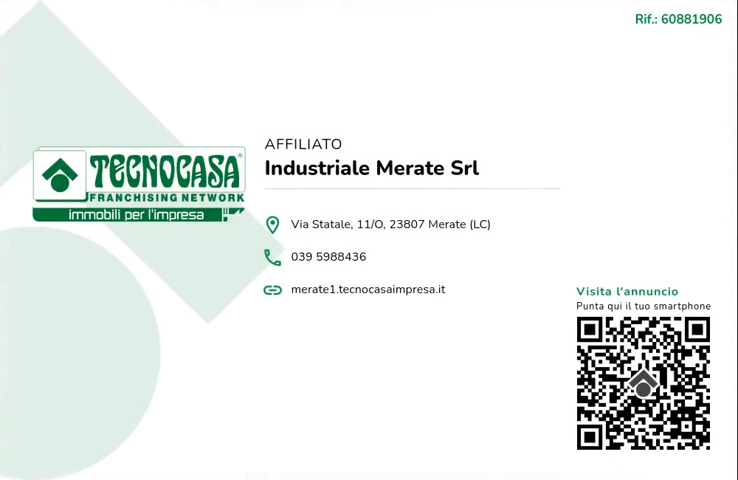 Rif.: 60881906
AFFILIATO
Industriale Merate Srl
TECNOCASA®
FRANCHISING NETWORK
immobili per l'impresa
Via Statale, 11/O, 23807 Merate (LC)
039 5988436
merate1.tecnocasaimpresa.it
Visita l'annuncio
Punta qui il tuo smartphone